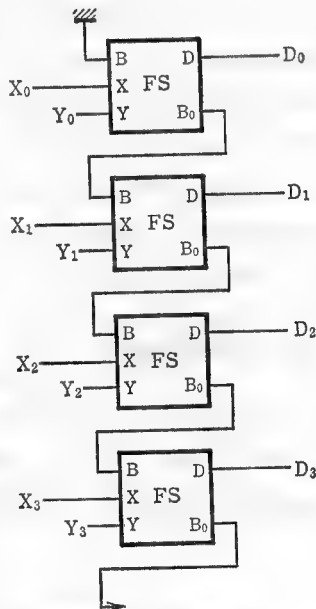 B D D₀
X₀ X FS
Y₀ Y B₀
B D D₁
X₁ X FS
Y₁ Y B₀
B D D₂
X₂ X FS
Y₂ Y B₀
B D D₃
X₃ X FS
Y₃ Y B₀